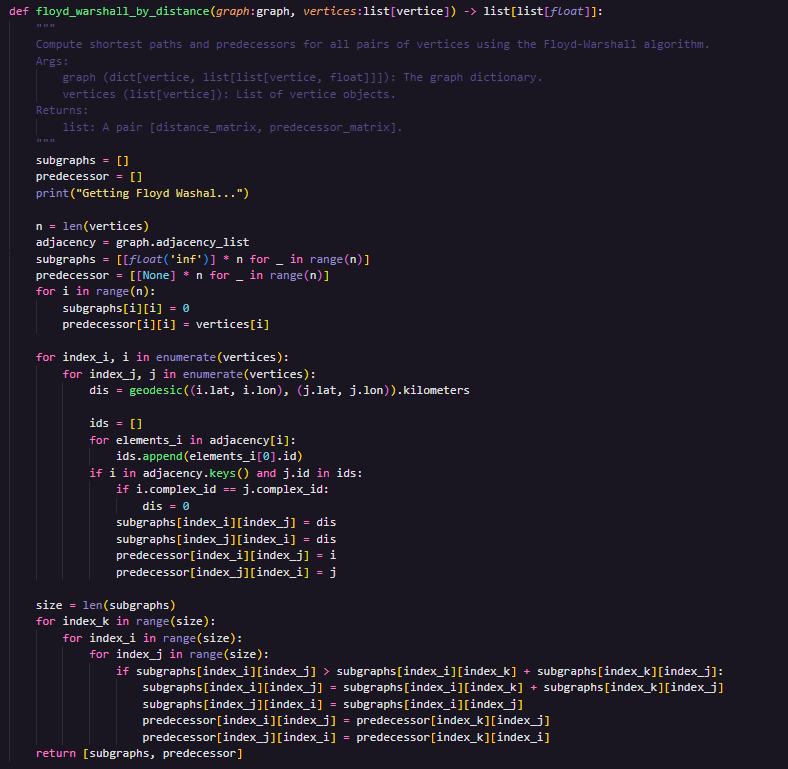 def floyd_warshall_by_distance(graph:graph, vertices:list[vertice]) -> list[list[float]]:
    """
    Compute shortest paths and predecessors for all pairs of vertices using the Floyd-Warshall algorithm.
    Args:
        graph (dict[vertice, list[list[vertice, float]]]): The graph dictionary.
        vertices (list[vertice]): List of vertice objects.
    Returns:
        list: A pair [distance_matrix, predecessor_matrix].
    """
    subgraphs = []
    predecessor = []
    print("Getting Floyd Washal...")

    n = len(vertices)
    adjacency = graph.adjacency_list
    subgraphs = [[float('inf')] * n for _ in range(n)]
    predecessor = [[None] * n for _ in range(n)]
    for i in range(n):
        subgraphs[i][i] = 0
        predecessor[i][i] = vertices[i]

    for index_i, i in enumerate(vertices):
        for index_j, j in enumerate(vertices):
            dis = geodesic((i.lat, i.lon), (j.lat, j.lon)).kilometers

            ids = []
            for elements_i in adjacency[i]:
                ids.append(elements_i[0].id)
            if i in adjacency.keys() and j.id in ids:
                if i.complex_id == j.complex_id:
                    dis = 0
                subgraphs[index_i][index_j] = dis
                subgraphs[index_j][index_i] = dis
                predecessor[index_i][index_j] = i
                predecessor[index_j][index_i] = j

    size = len(subgraphs)
    for index_k in range(size):
        for index_i in range(size):
            for index_j in range(size):
                if subgraphs[index_i][index_j] > subgraphs[index_i][index_k] + subgraphs[index_k][index_j]:
                    subgraphs[index_i][index_j] = subgraphs[index_i][index_k] + subgraphs[index_k][index_j]
                    subgraphs[index_j][index_i] = subgraphs[index_i][index_j]
                    predecessor[index_i][index_j] = predecessor[index_k][index_j]
                    predecessor[index_j][index_i] = predecessor[index_k][index_i]
    return [subgraphs, predecessor]